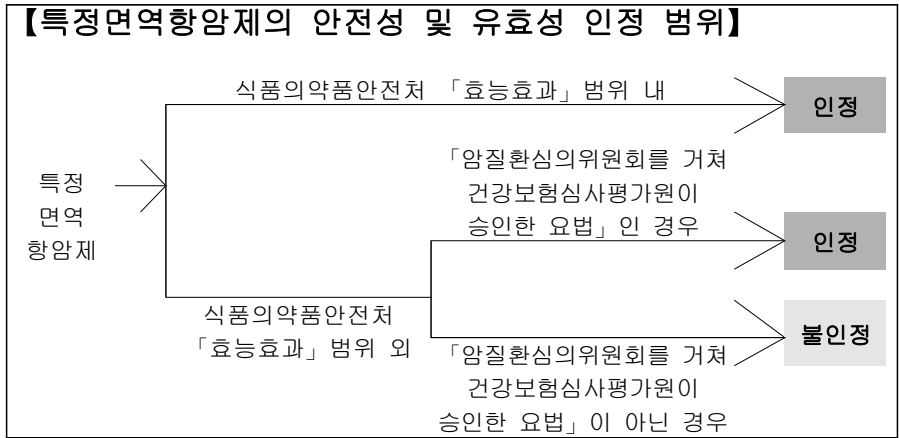 【특정면역항암제의 안전성 및 유효성 인정 범위】
식품의약품안전처 「효능효과」범위 내
인정
특정
면역
항암제
「암질환심의위원회를 거쳐
건강보험심사평가원이
승인한 요법」인 경우
인정
식품의약품안전처
「효능효과」범위 외
불인정
「암질환심의위원회를 거쳐
건강보험심사평가원이
승인한 요법」이 아닌 경우